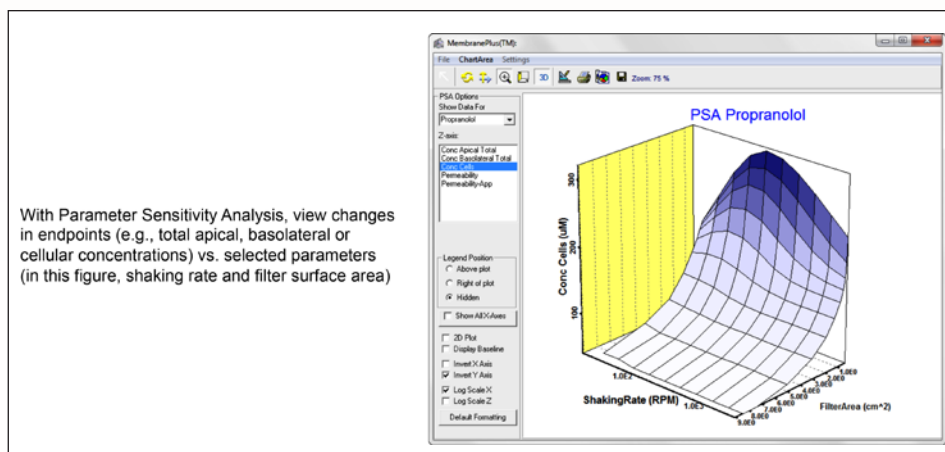 With Parameter Sensitivity Analysis, view changes
in endpoints (e.g., total apical, basolateral or
cellular concentrations) vs. selected parameters
(in this figure, shaking rate and filter surface area)
MembranePlus(TM):
File ChartArea Settings
3D
Zoom: 75 %
PSA Options
Show Data For
Propranolol
Z-axis:
Conc Apical Total
Conc Basolateral Total
Conc Cells
Permeability
Permeability-App
Legend Position
Above plot
Right of plot
Hidden
Show All X-Axes
2D Plot
Display Baseline
Invert X Axis
Invert Y Axis
Log Scale X
Log Scale Z
Default Formatting
PSA Propranolol
Conc Cells (uM)
300
200
100
1.0E2
ShakingRate (RPM)
1.0E3
1.0E0
2.0E0
3.0E0
4.0E0
5.0E0
6.0E0
7.0E0
8.0E0
9.0E0
FilterArea (cm^2)